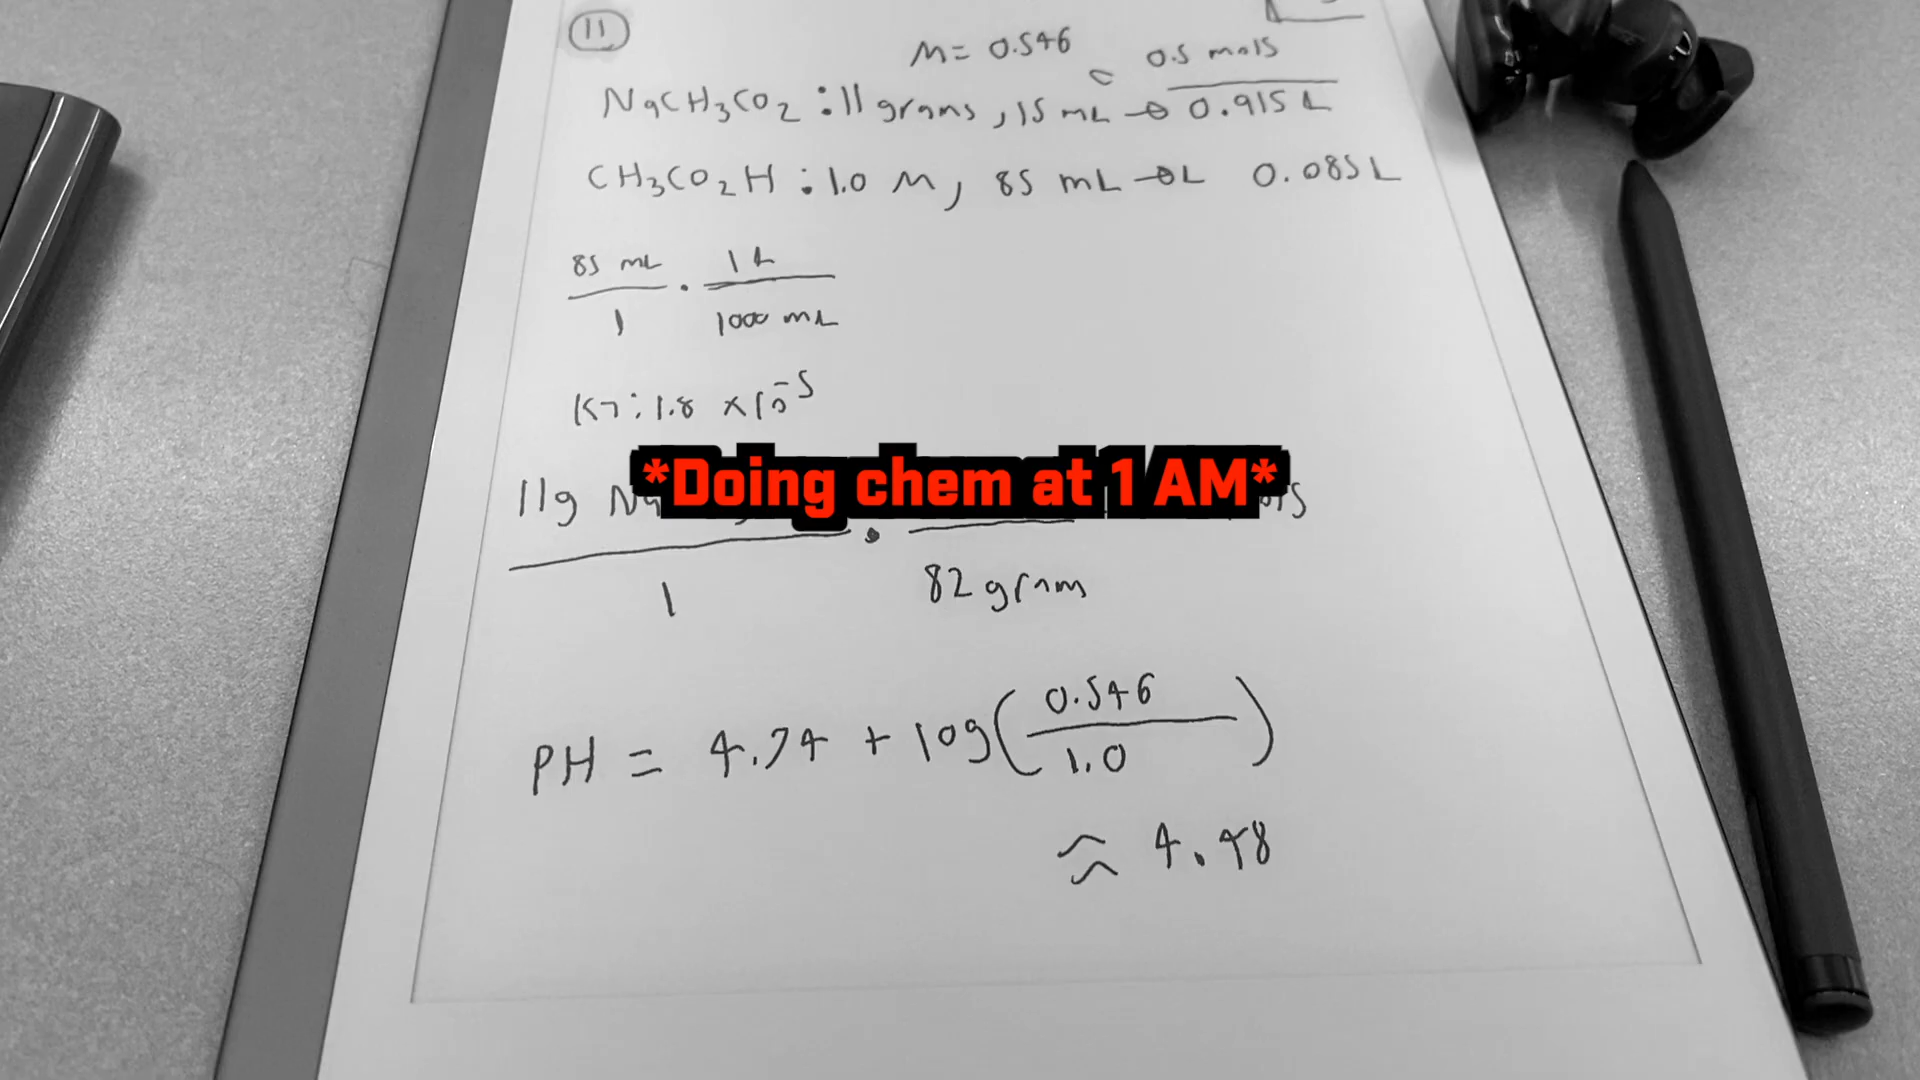 11
M= 0.546
0.5 mols
NaCH3CO2 : 11 grams, 15 mL → 0.915 L
CH3CO2H : 1.0 M, 85 mL → L 0.085 L
85 mL · 1 L
1 1000 mL
Ka: 1.8 x10^-5
*Doing chem at 1 AM*
11g
1 82 gram
PH = 4.74 + log(0.546
1.0)
≈ 4.48